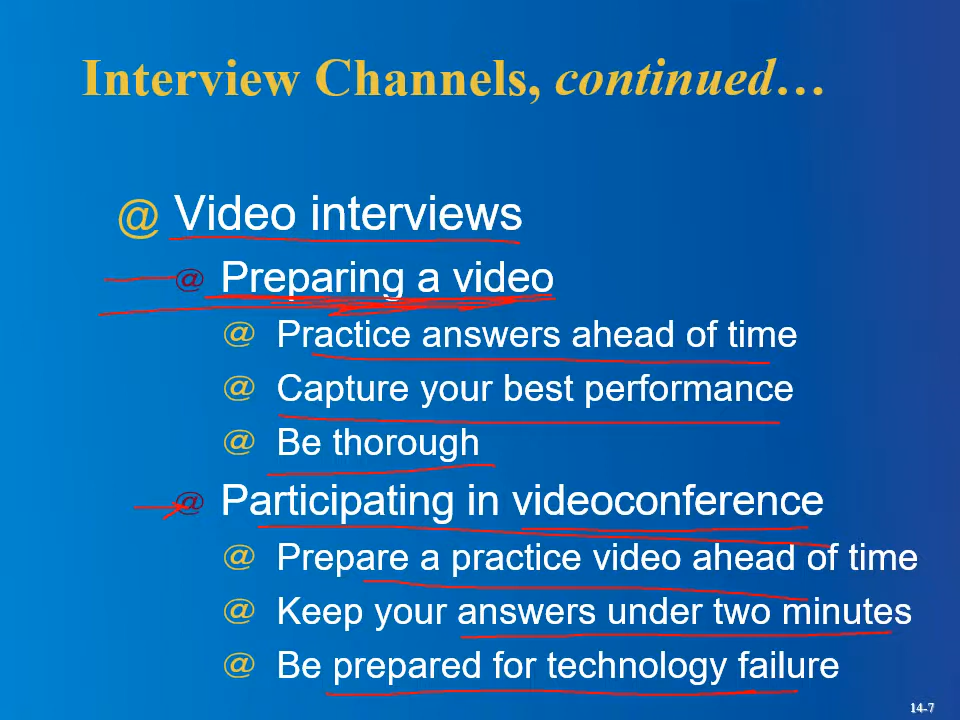 Interview Channels, continued…
@ Video interviews
@ Preparing a video
@ Practice answers ahead of time
@ Capture your best performance
@ Be thorough
@ Participating in videoconference
@ Prepare a practice video ahead of time
@ Keep your answers under two minutes
@ Be prepared for technology failure
14-7